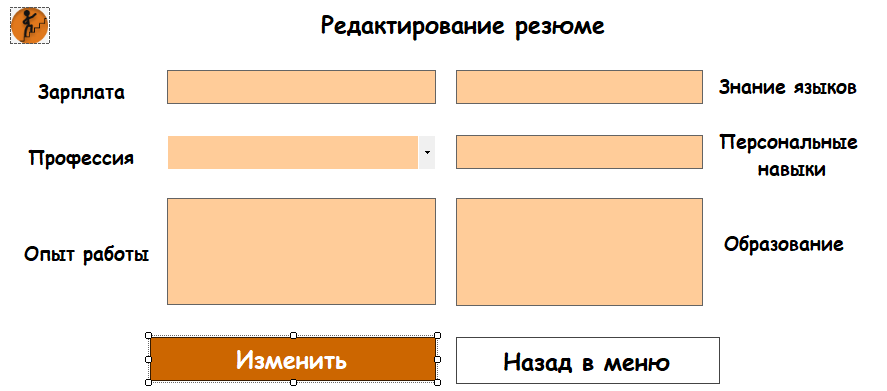 Редактирование резюме
Зарплата
Знание языков
Профессия
Персональные
навыки
Опыт работы
Образование
Изменить
Назад в меню